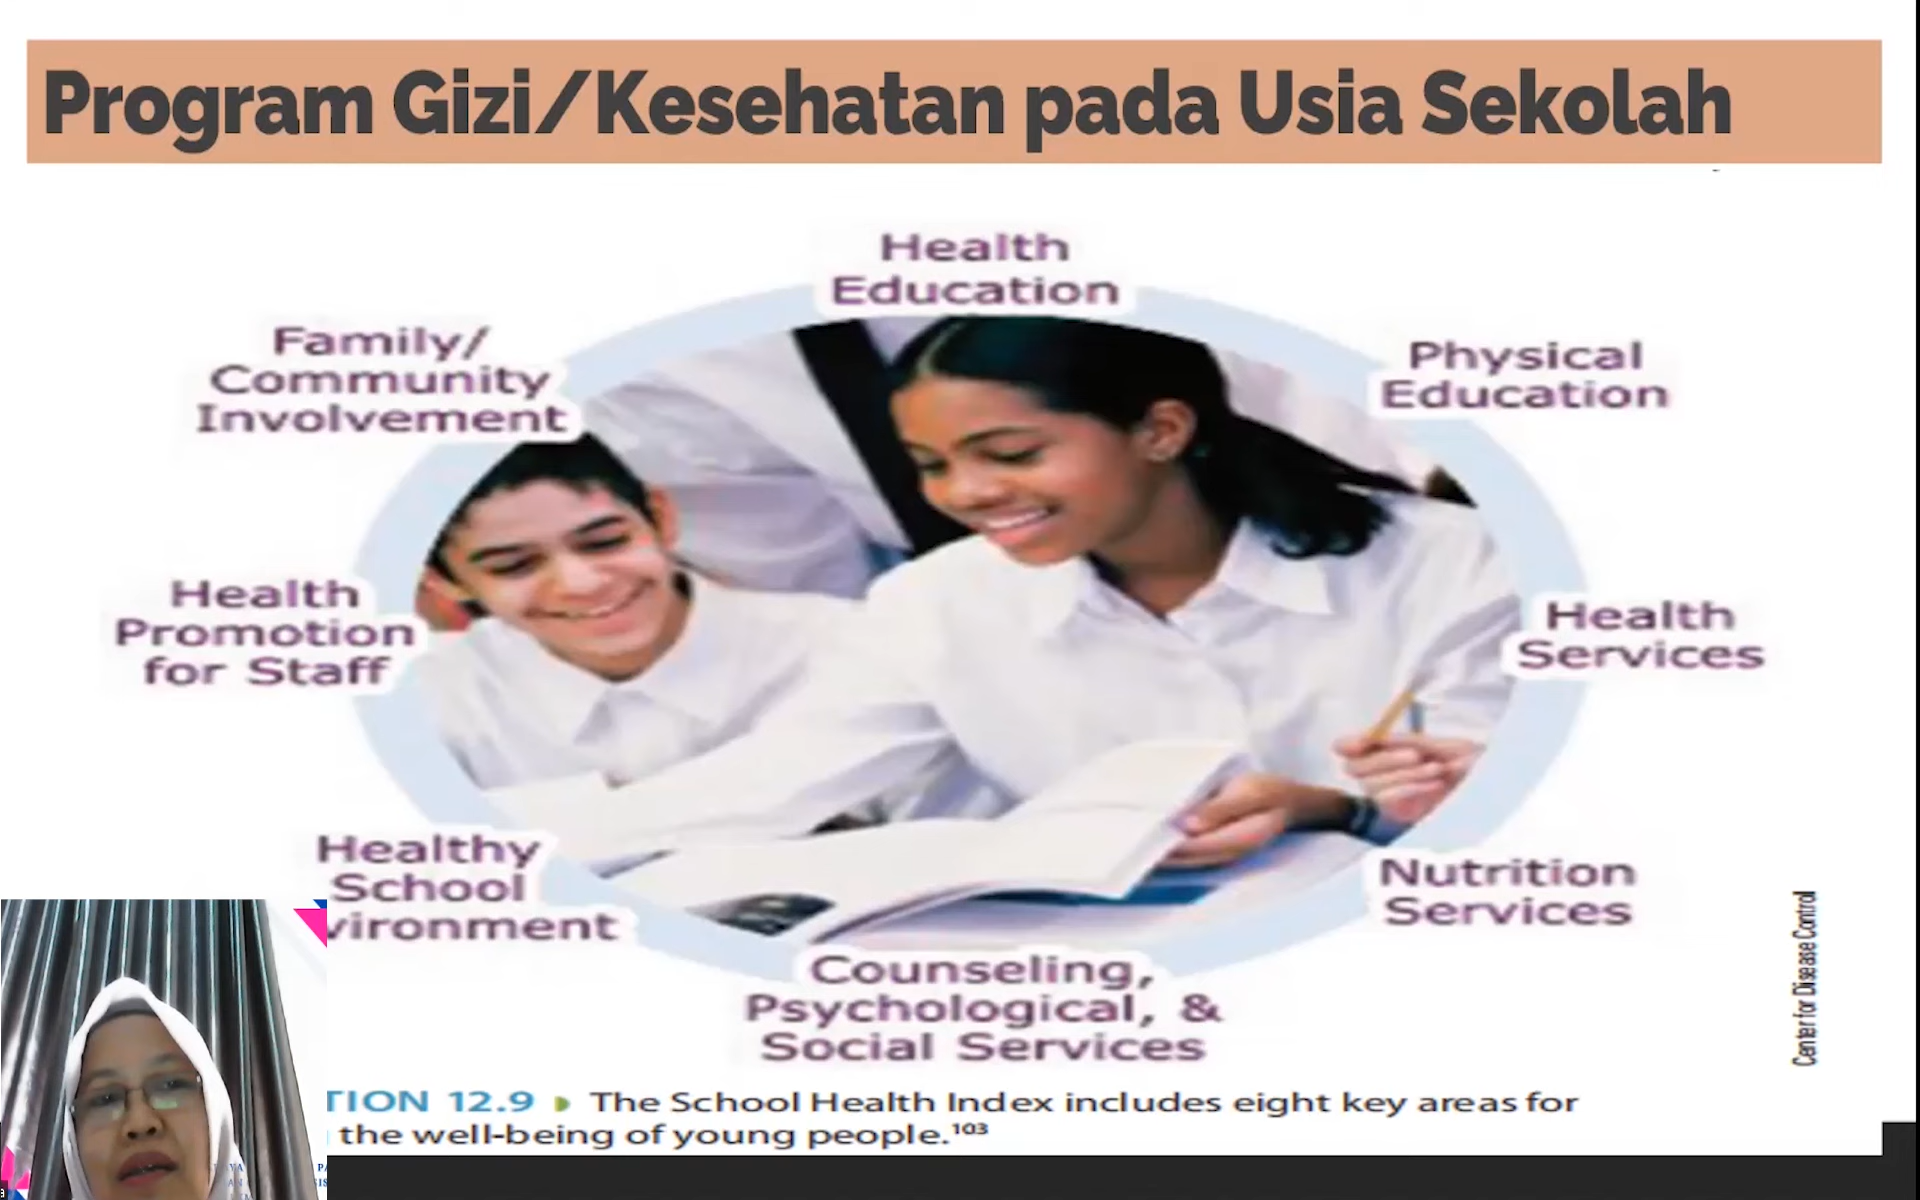 Program Gizi/Kesehatan pada Usia Sekolah
Health
Education
Family/
Community
Involvement
Physical
Education
Health
Promotion
for Staff
Health
Services
Healthy
School
vironment
Nutrition
Services
Counseling,
Psychological, &
Social Services
Center for Disease Control
TION 12.9 The School Health Index includes eight key areas for
the well-being of young people.103